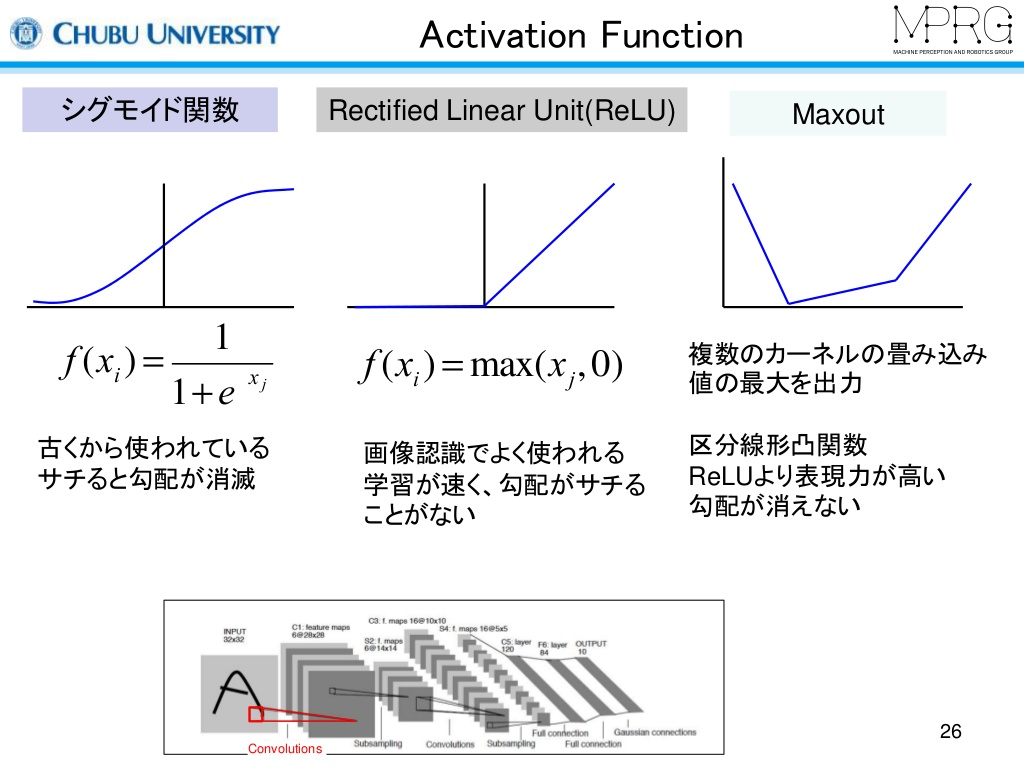 CHUBU UNIVERSITY
Activation Function
MPRG
MACHINE PERCEPTION AND ROBOTICS GROUP
シグモイド関数
Rectified Linear Unit(ReLU)
Maxout
f(x_i) = 1 / (1+e^{x_j})
f(x_i) = max(x_j, 0)
複数のカーネルの畳み込み
値の最大を出力
古くから使われている
サチると勾配が消滅
画像認識でよく使われる
学習が速く、勾配がサチる
ことがない
区分線形凸関数
ReLUより表現力が高い
勾配が消えない
INPUT
32x32
C1: feature maps
6@28x28
S2: f. maps
6@14x14
C3: f. maps 16@10x10
S4: f. maps 16@5x5
C5: layer
120
F6: layer
84
OUTPUT
10
A
Convolutions
Subsampling
Convolutions
Subsampling
Full connection
Full connection
Gaussian connections
26